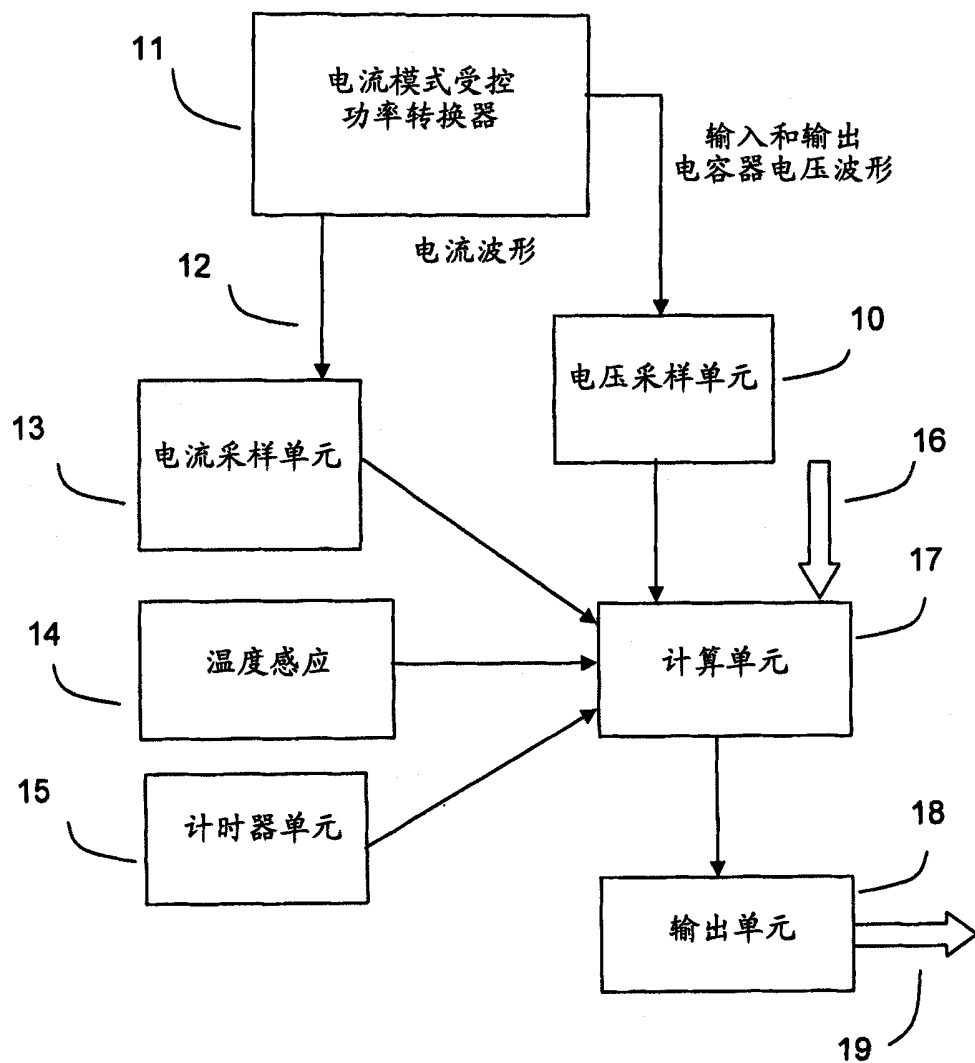 11
电流模式受控
功率转换器
输入和输出
电容器电压波形
电流波形
12
10
电压采样单元
13
电流采样单元
16
17
14
温度感应
计算单元
15
计时器单元
18
输出单元
19